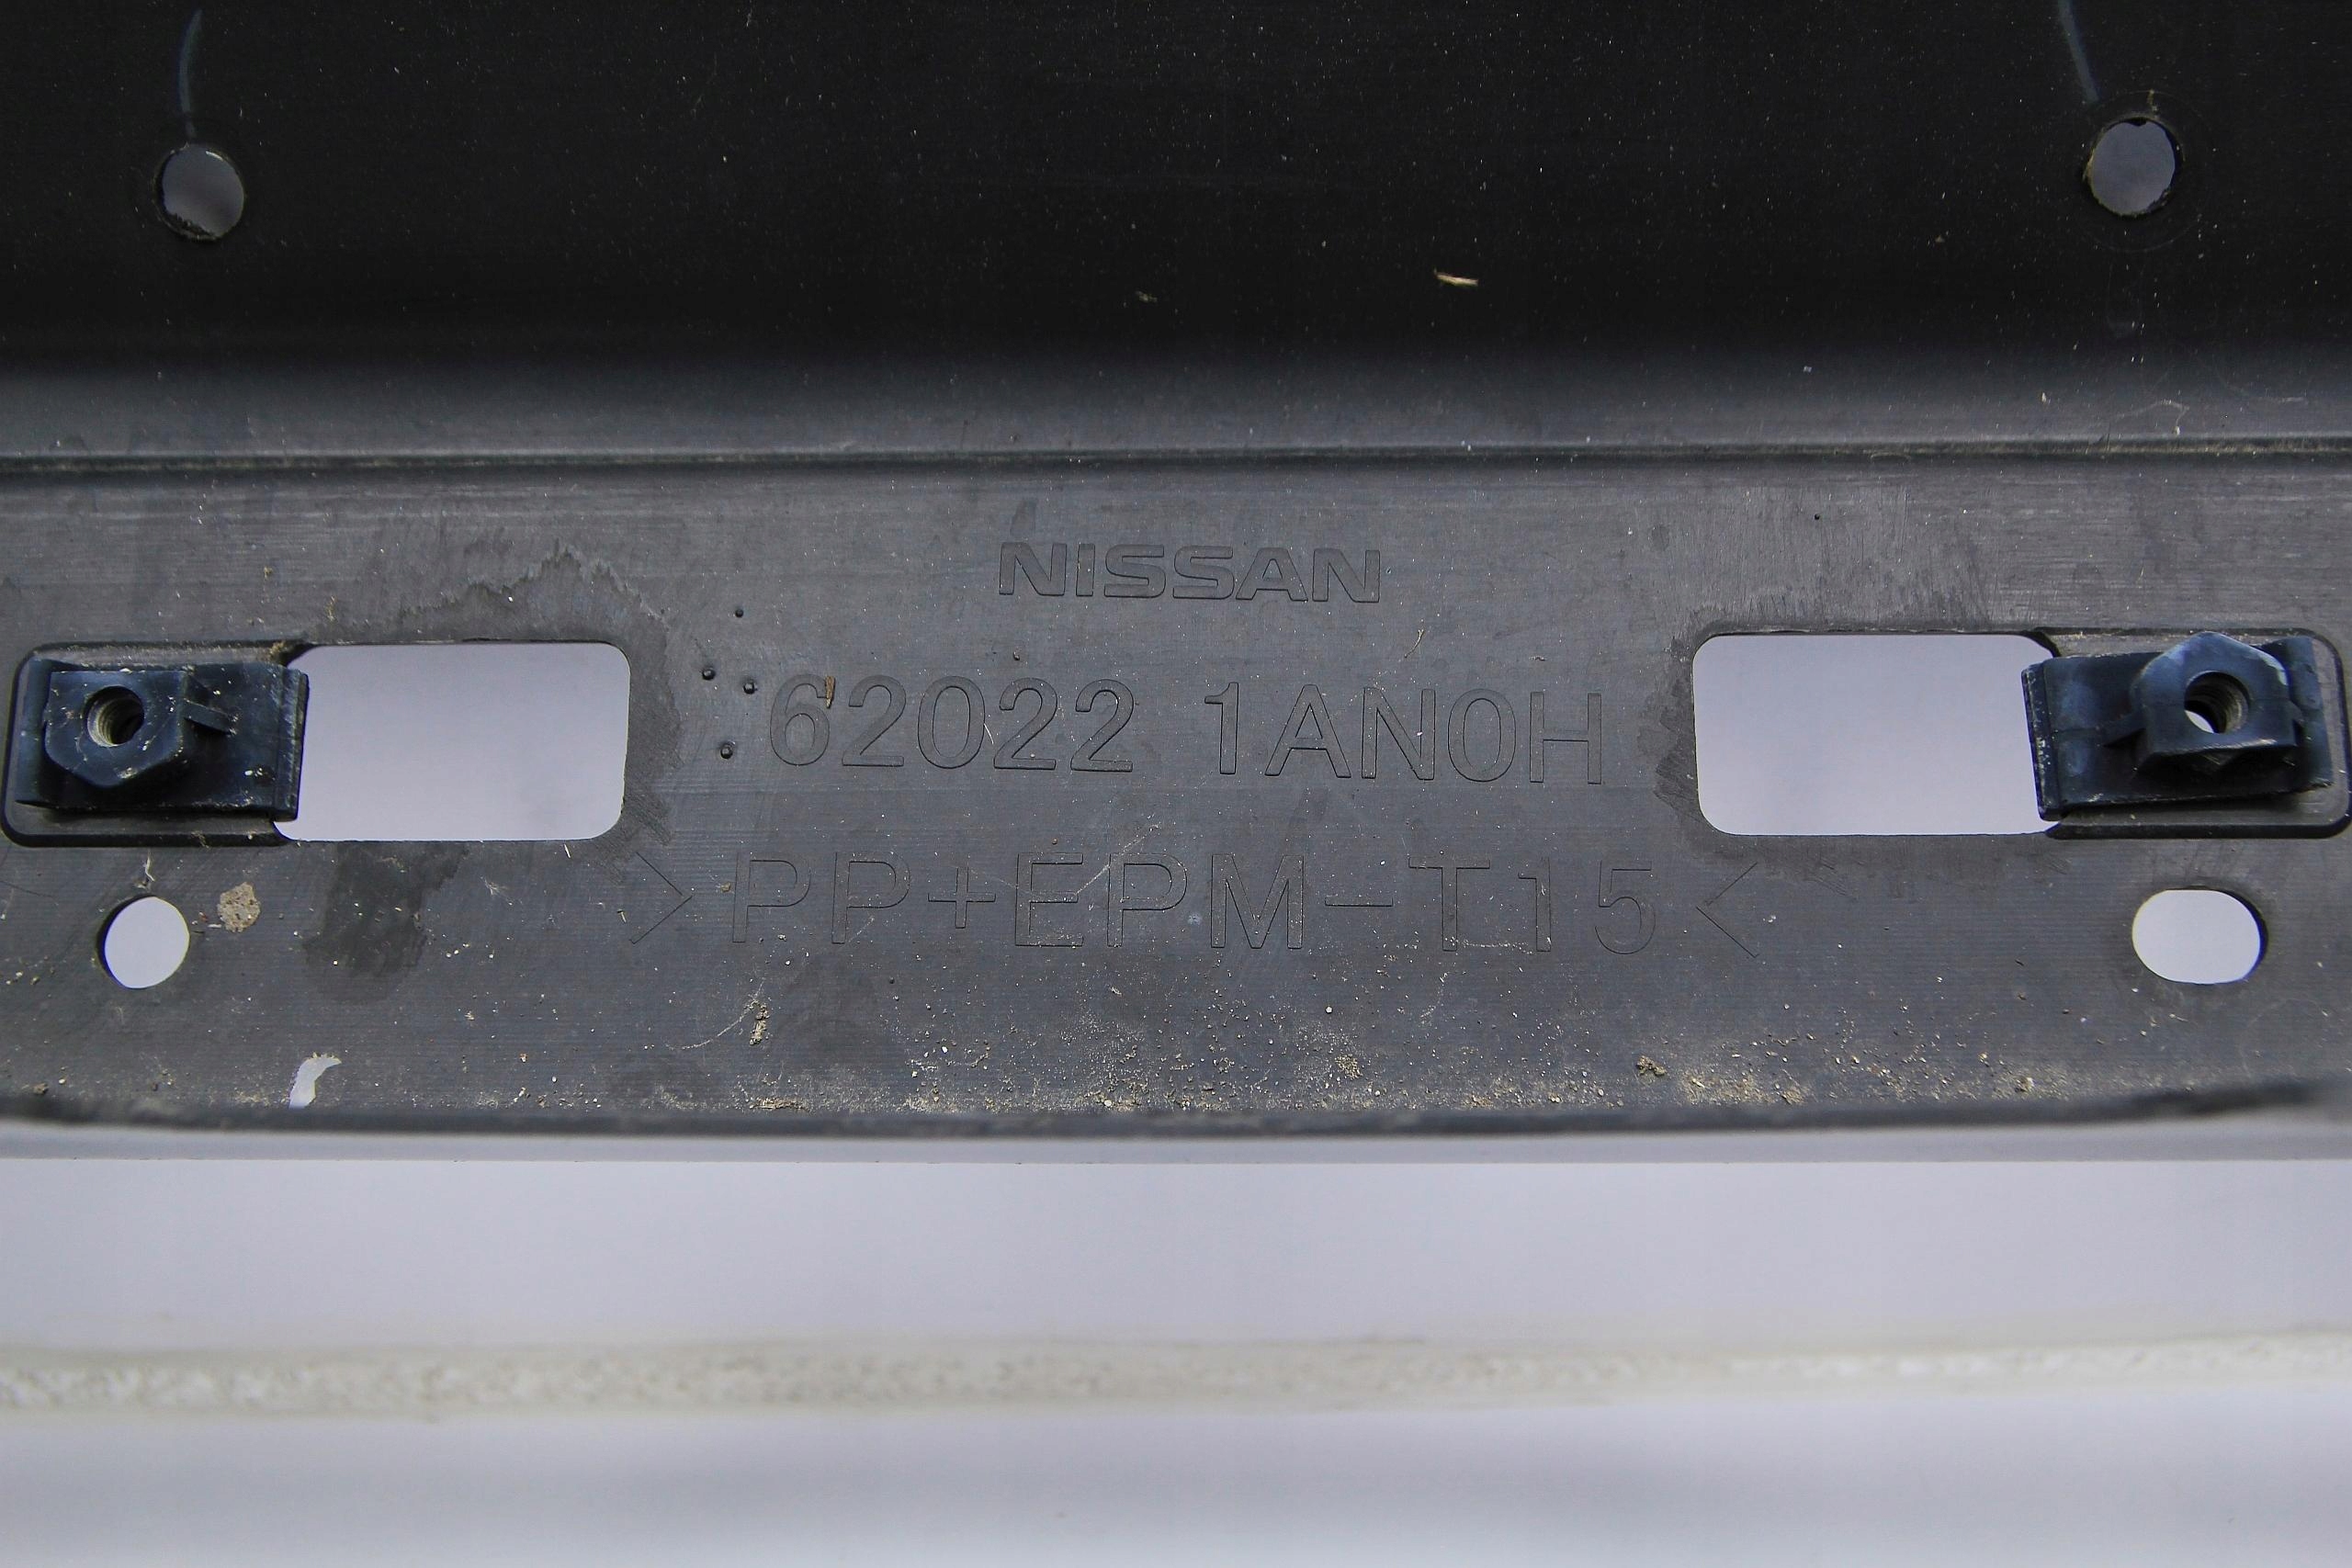 NISSAN
62022 1AN0H
>PP+EPM-T15<